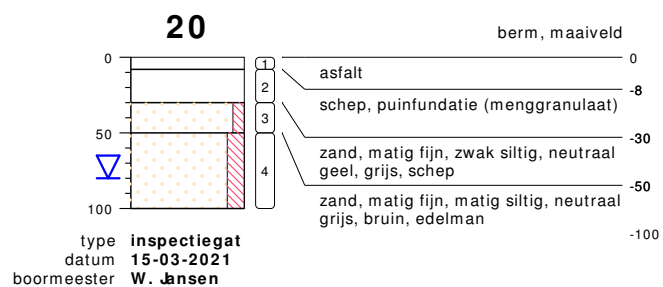 20
berm, maaiveld
0
0
1
asfalt
-8
2
schep, puinfundatie (menggranulaat)
3
-30
50
zand, matig fijn, zwak siltig, neutraal
geel, grijs, schep
4
-50
zand, matig fijn, matig siltig, neutraal
grijs, bruin, edelman
100
-100
type inspectiegat
datum 15-03-2021
boormeester W. Jansen